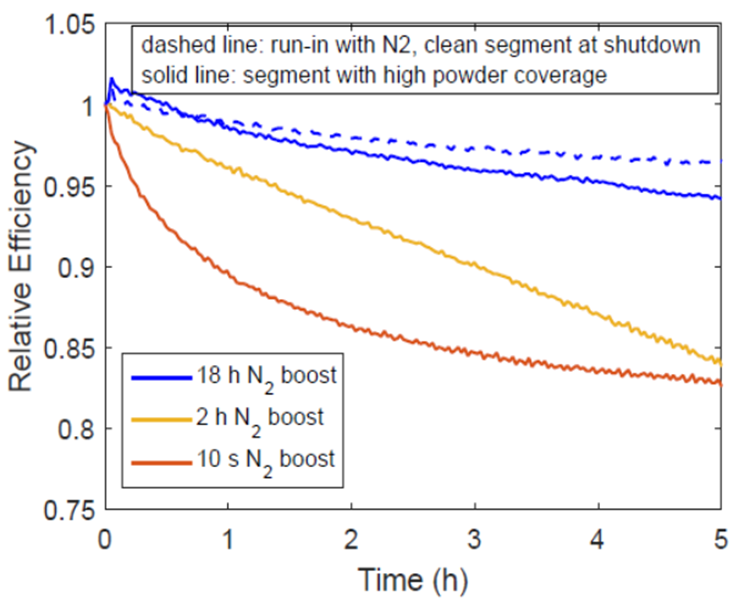 dashed line: run-in with N2, clean segment at shutdown
solid line: segment with high powder coverage
1.05
1
0.95
0.9
0.85
0.8
0.75
Relative Efficiency
18 h N₂ boost
2 h N₂ boost
10 s N₂ boost
0 1 2 3 4 5
Time (h)